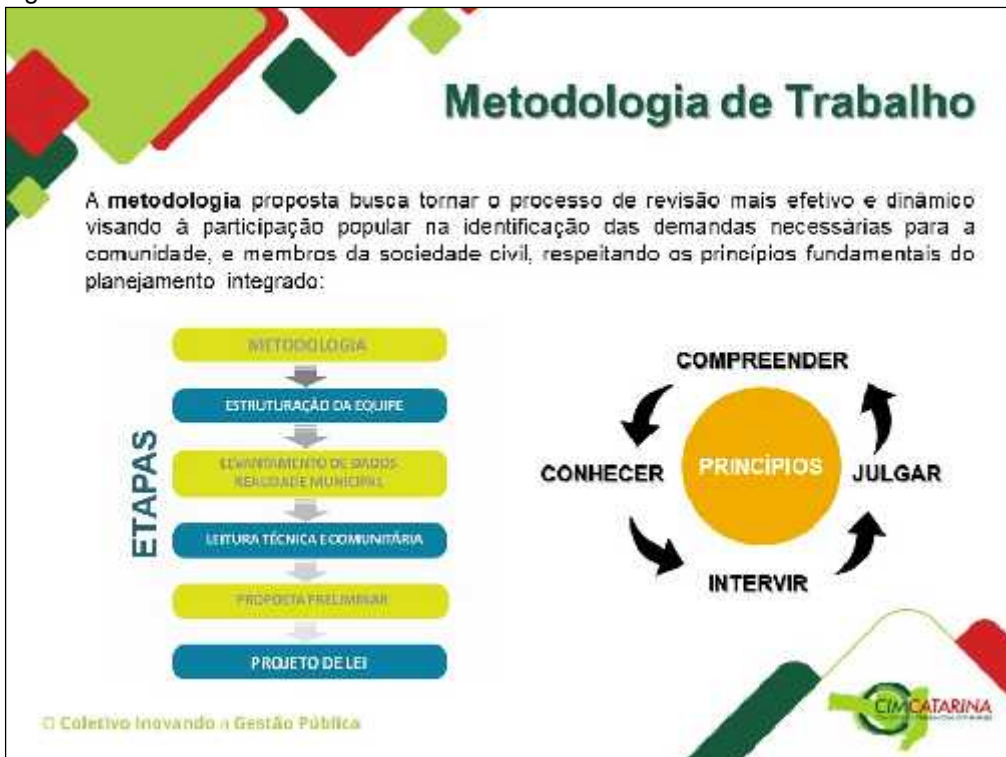 Metodologia de Trabalho
A metodologia proposta busca tornar o processo de revisão mais efetivo e dinâmico
visando à participação popular na identificação das demandas necessárias para a
comunidade, e membros da sociedade civil, respeitando os princípios fundamentais do
planejamento integrado:
ETAPAS
METODOLOGIA
ESTRUTURAÇÃO DA EQUIPE
LEVANTAMENTO DE DADOS
REALIDADE MUNICIPAL
LEITURA TÉCNICA E COMUNITÁRIA
PROPOSTA PRELIMINAR
PROJETO DE LEI
COMPREENDER
CONHECER
PRINCÍPIOS
JULGAR
INTERVIR
O Coletivo Inovando a Gestão Pública
CIMCATARINA